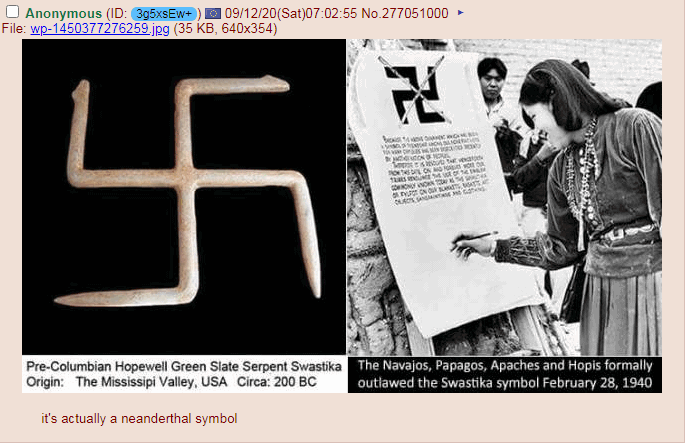 Anonymous (ID: 3g5xsEw+) 09/12/20(Sat)07:02:55 No.277051000
File: wp-1450377276259.jpg (35 KB, 640x354)
BECAUSE THE ABOVE ORNAMENT WHICH HAS BEEN
A SYMBOL OF FRIENDSHIP AMONG OUR FOREFATHERS
FOR MANY CENTURIES HAS BEEN DESECRATED RECENTLY
BY ANOTHER NATION OF PEOPLES,
THEREFORE IT IS RESOLVED THAT HENCEFORTH
FROM THIS DATE ON AND FOREVER MORE OUR
TRIBES RENOUNCE THE USE OF THE EMBLEM
COMMONLY KNOWN TODAY AS THE SWASTIKA
OR FYLFOT ON OUR BLANKETS, BASKETS, ART
OBJECTS, SANDPAINTINGS AND CLOTHING.
Pre-Columbian Hopewell Green Slate Serpent Swastika
Origin: The Mississipi Valley, USA Circa: 200 BC
The Navajos, Papagos, Apaches and Hopis formally
outlawed the Swastika symbol February 28, 1940
it's actually a neanderthal symbol